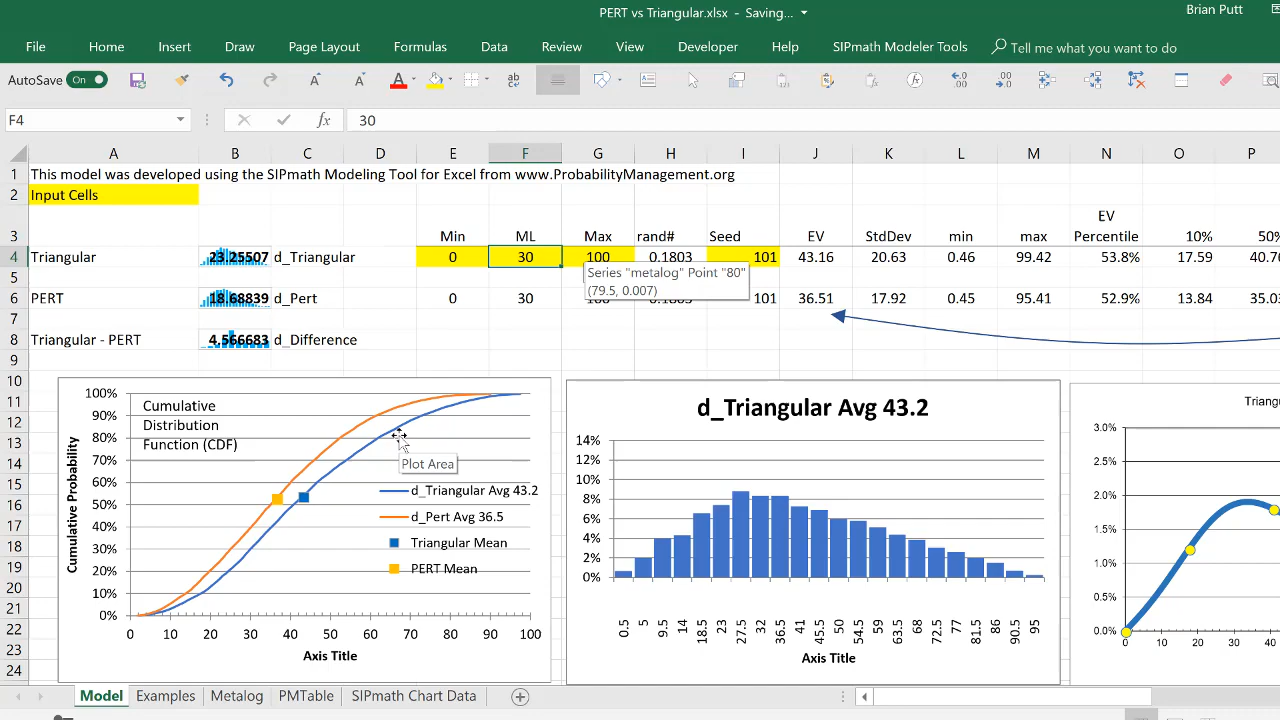 PERT vs Triangular.xlsx - Saving...
Brian Putt
File Home Insert Draw Page Layout Formulas Data Review View Developer Help SIPmath Modeler Tools Tell me what you want to do
AutoSave On
F4 fx 30
A B C D E F G H I J K L M N O P
1 This model was developed using the SIPmath Modeling Tool for Excel from www.ProbabilityManagement.org
2 Input Cells
EV
3 Min ML Max rand# Seed EV StdDev min max Percentile 10% 50%
4 Triangular 23.25507 d_Triangular 0 30 100 0.1803 101 43.16 20.63 0.46 99.42 53.8% 17.59 40.76
5
Series "metalog" Point "80"
(79.5, 0.007)
6 PERT 18.68839 d_Pert 0 30 101 36.51 17.92 0.45 95.41 52.9% 13.84
7
8 Triangular - PERT 4.566683 d_Difference
9
10
11
12
13
14
15
16
17
18
19
20
21
22
23
24
Cumulative
Distribution
Function (CDF)
Cumulative Probability
100%
90%
80%
70%
60%
50%
40%
30%
20%
10%
0%
Plot Area
d_Triangular Avg 43.2
d_Pert Avg 36.5
Triangular Mean
PERT Mean
0 10 20 30 40 50 60 70 80 90 100
Axis Title
d_Triangular Avg 43.2
14%
12%
10%
8%
6%
4%
2%
0%
0.5 5 9.5 14 18.5 23 27.5 32 36.5 41 45.5 50 54.5 59 63.5 68 72.5 77 81.5 86 90.5 95
Axis Title
3.0%
2.5%
2.0%
1.5%
1.0%
0.5%
0.0%
0 10 20 30 40
Model Examples Metalog PMTable SIPmath Chart Data